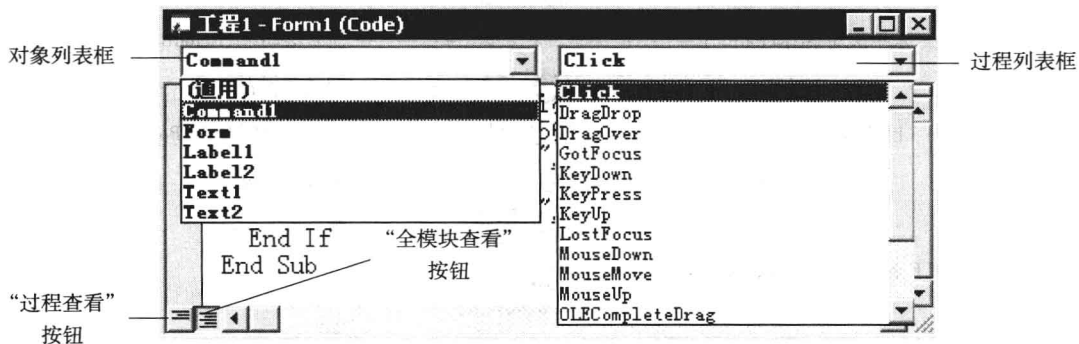 工程1 - Form1 (Code)
对象列表框
Command1
Click
过程列表框
(通用)
Command1
Form
Label1
Label2
Text1
Text2
Click
DragDrop
DragOver
GotFocus
KeyDown
KeyPress
KeyUp
LostFocus
MouseDown
MouseMove
MouseUp
OLECompleteDrag
End If
End Sub
“全模块查看”
按钮
“过程查看”
按钮